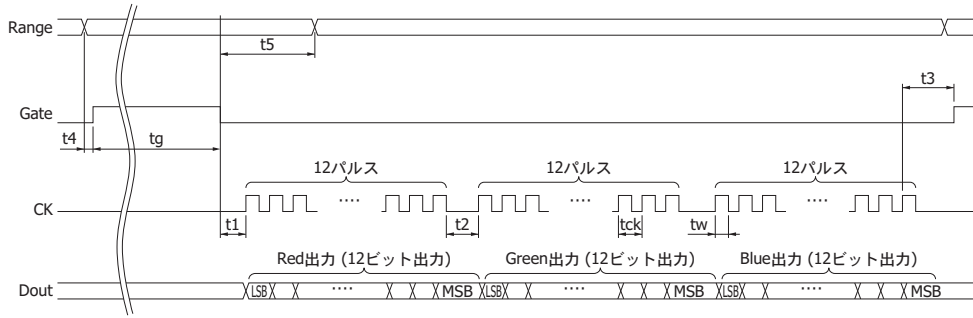 Range
t5
t3
Gate
t4
tg
12パルス
12パルス
12パルス
····
····
····
CK
t1
t2
tck
tw
Red出力 (12ビット出力)
Green出力 (12ビット出力)
Blue出力 (12ビット出力)
Dout
LSB
····
MSB
LSB
····
MSB
LSB
····
MSB